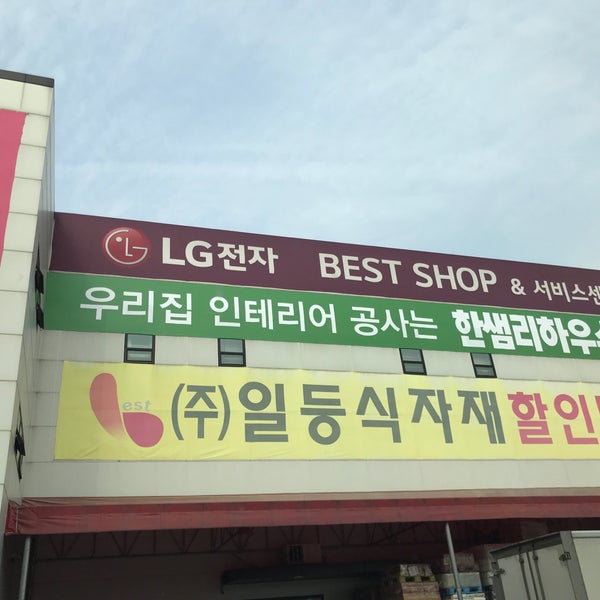 LG전자 BEST SHOP & 서비스센
우리집 인테리어 공사는 한샘리하우스
best (주)일등식자재할인